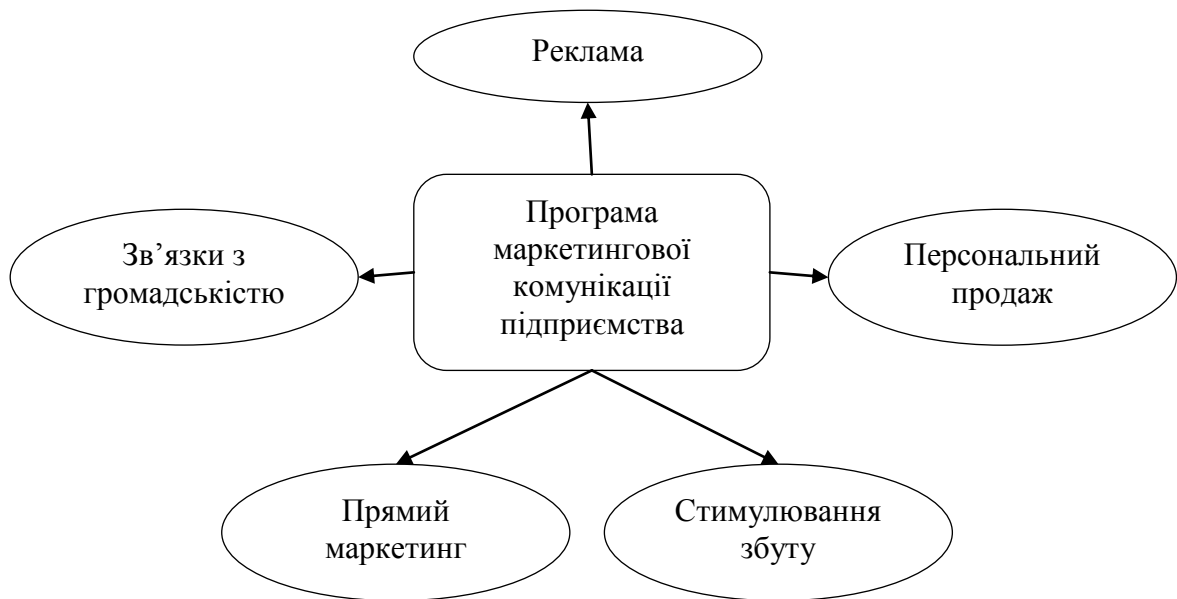 Реклама
Програма
маркетингової
комунікації
підприємства
Зв’язки з
громадськістю
Персональний
продаж
Прямий
маркетинг
Стимулювання
збуту